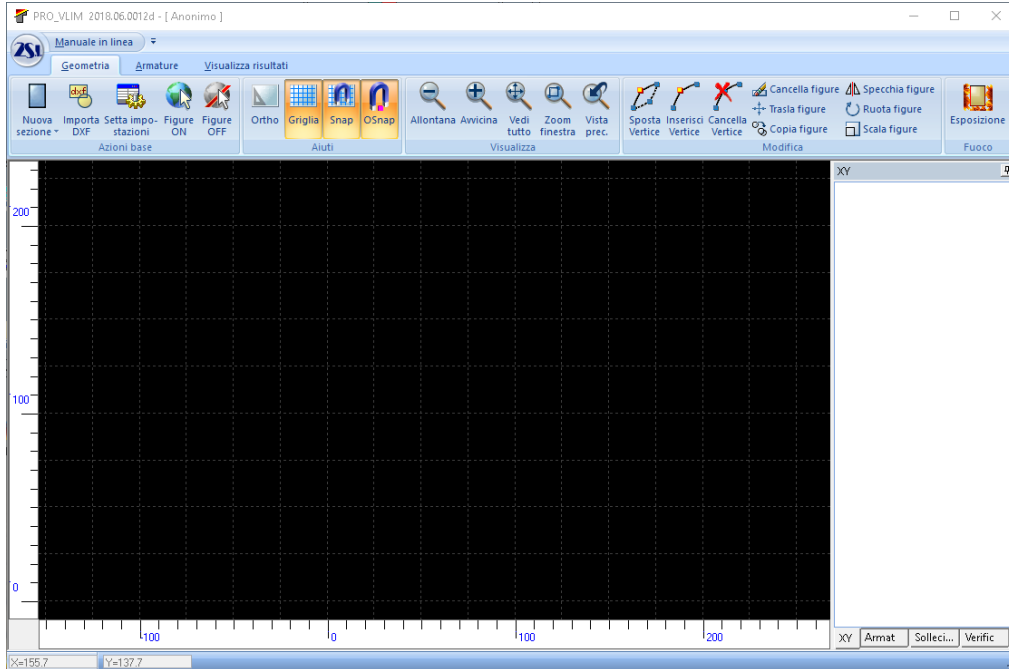 PRO_VLIM 2018.06.0012d - [ Anonimo ]
2SI
Manuale in linea
Geometria Armature Visualizza risultati
Nuova sezione
Importa DXF
Setta impo-
stazioni
Figure ON
Figure OFF
Azioni base
Ortho
Griglia
Snap
OSnap
Aiuti
Allontana
Avvicina
Vedi tutto
Zoom finestra
Vista prec.
Visualizza
Sposta Vertice
Inserisci Vertice
Cancella Vertice
Cancella figure
Trasla figure
Copia figure
Specchia figure
Ruota figure
Scala figure
Modifica
Esposizione
Fuoco
XY
200
100
0
-100 0 100 200
XY Armat Solleci... Verific
X=155.7 Y=137.7